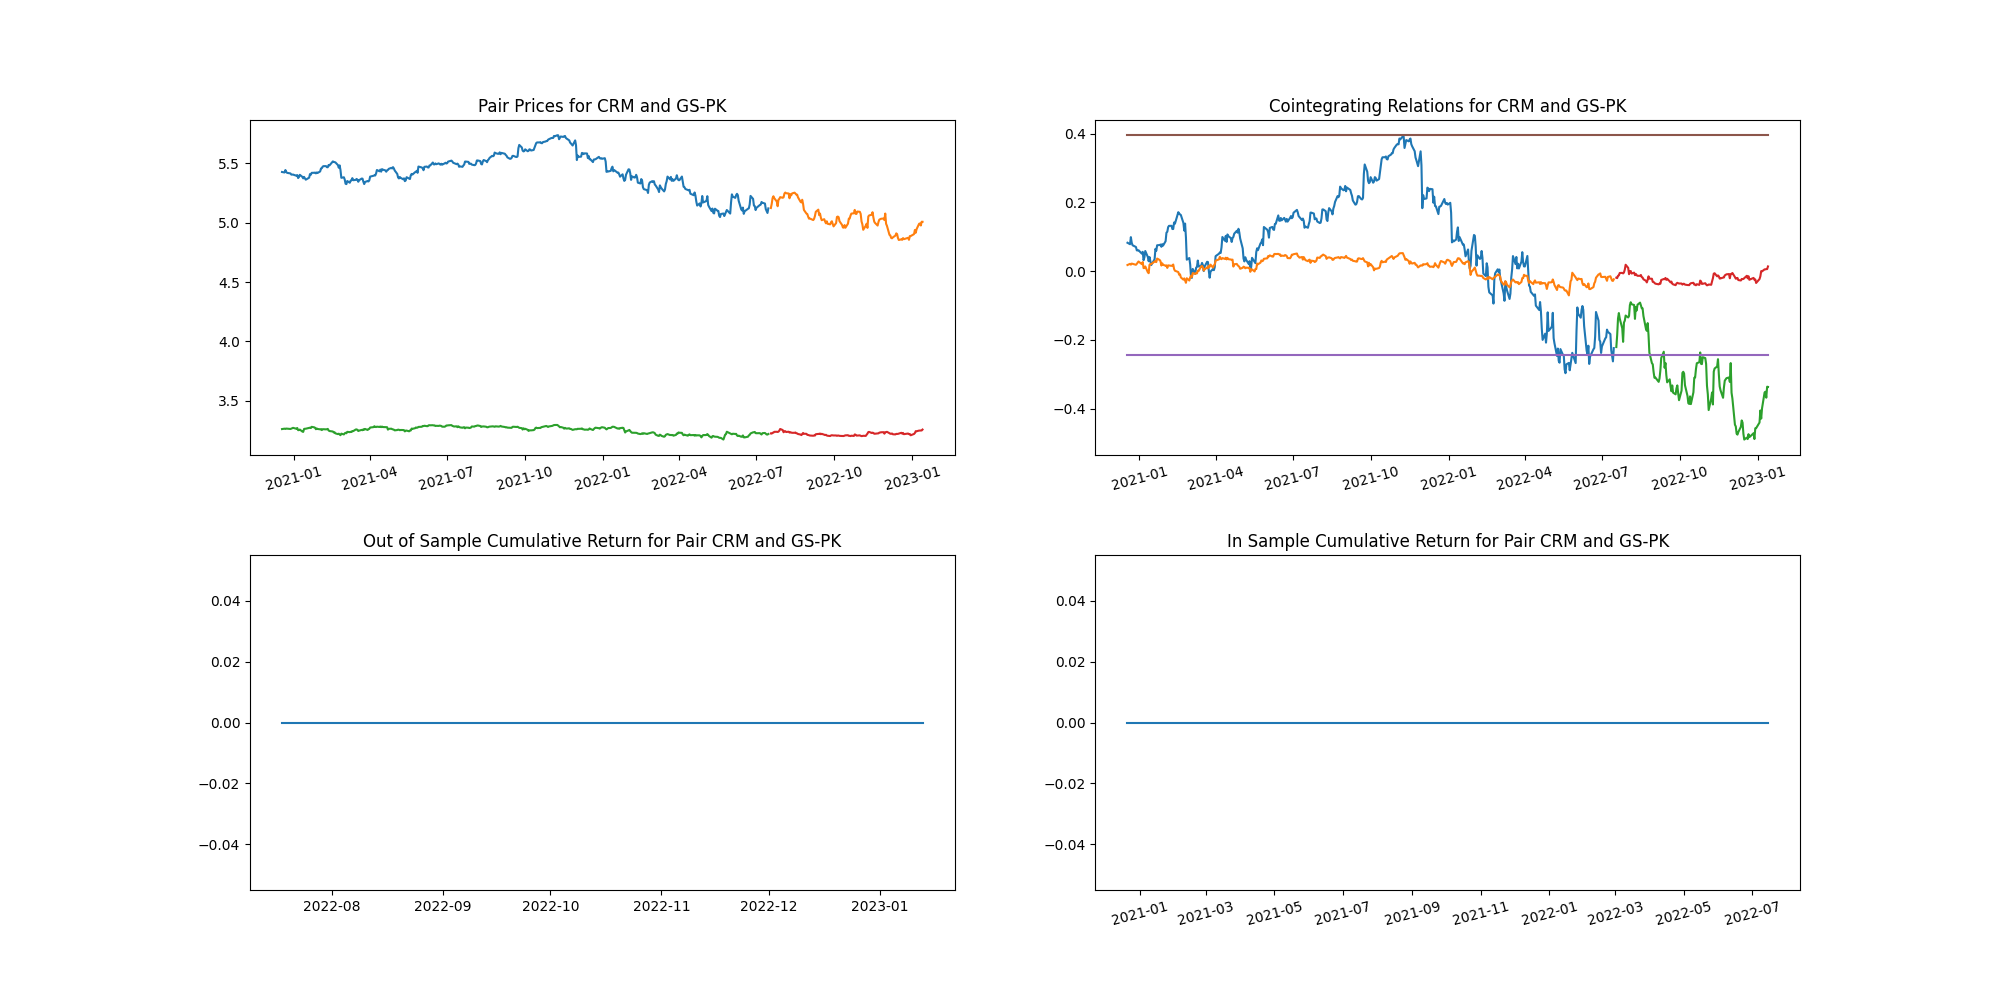 Pair Prices for CRM and GS-PK
5.5
5.0
4.5
4.0
3.5
2021-01 2021-04 2021-07 2021-10 2022-01 2022-04 2022-07 2022-10 2023-01
Cointegrating Relations for CRM and GS-PK
0.4
0.2
0.0
−0.2
−0.4
2021-01 2021-04 2021-07 2021-10 2022-01 2022-04 2022-07 2022-10 2023-01
Out of Sample Cumulative Return for Pair CRM and GS-PK
0.04
0.02
0.00
−0.02
−0.04
2022-08 2022-09 2022-10 2022-11 2022-12 2023-01
In Sample Cumulative Return for Pair CRM and GS-PK
0.04
0.02
0.00
−0.02
−0.04
2021-01 2021-03 2021-05 2021-07 2021-09 2021-11 2022-01 2022-03 2022-05 2022-07